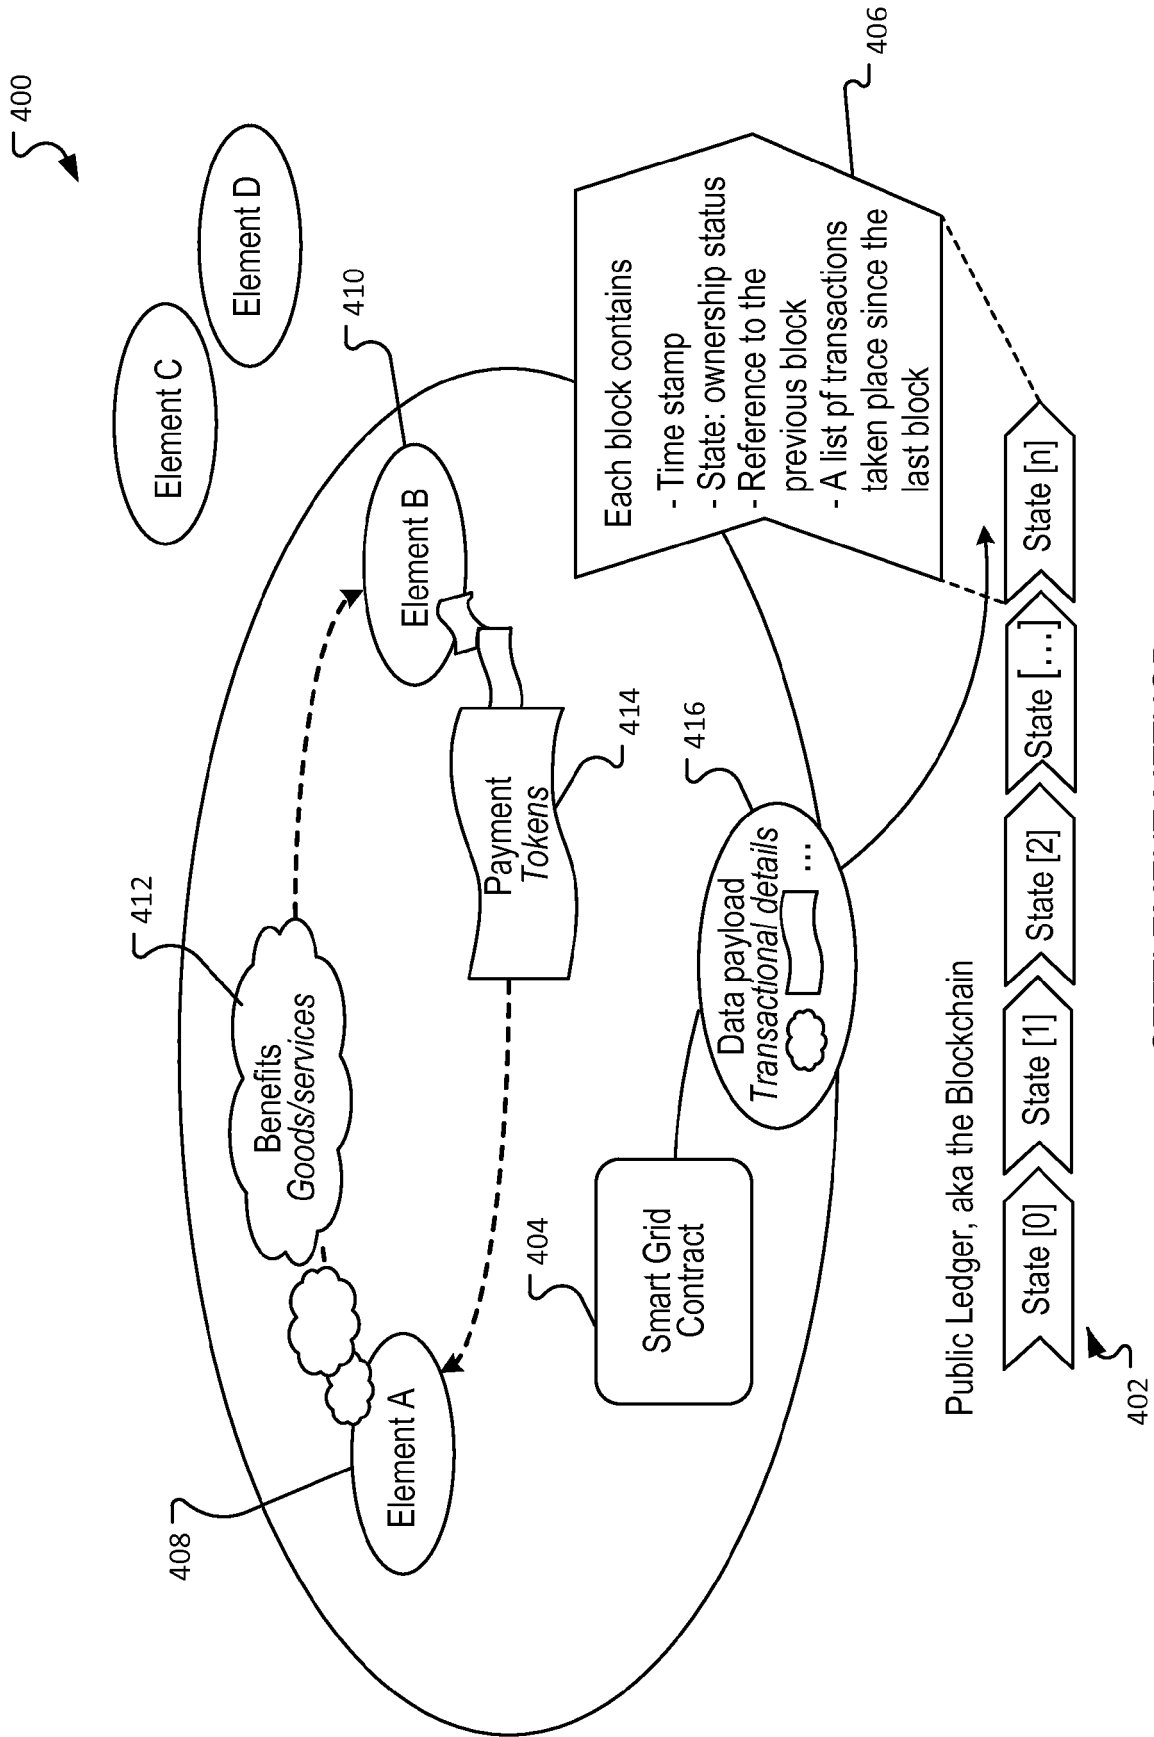 400
Element C
Element D
412
Benefits
Goods/services
408
410
Element A
Element B
Payment
Tokens
414
404
Smart Grid
Contract
416
Data payload
Transactional details
...
Each block contains
- Time stamp
- State: ownership status
- Reference to the
previous block
- A list pf transactions
taken place since the
last block
406
Public Ledger, aka the Blockchain
State [0]
State [1]
State [2]
State [...]
State [n]
402